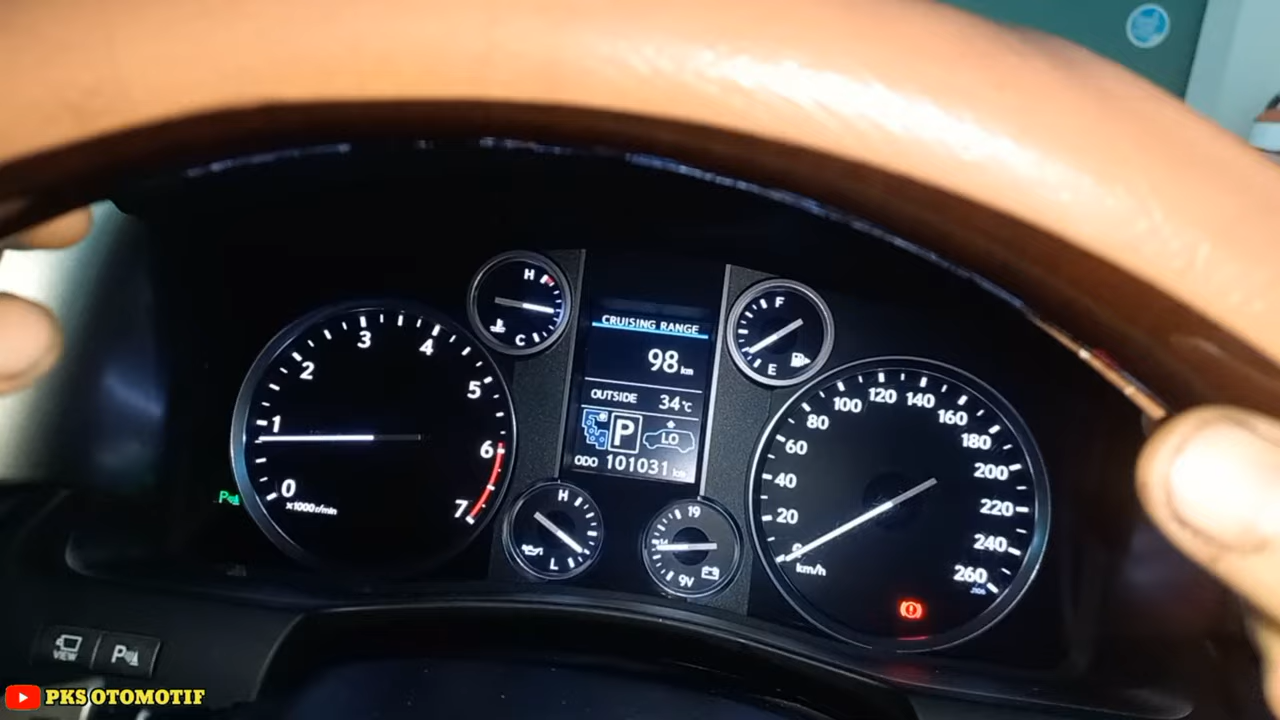 H
C
CRUISING RANGE
98 km
OUTSIDE 34°C
P
LO
ODO 101031 km
F
E
0
1
2
3
4
5
6
7
x1000r/min
H
L
19
14
9V
0
20
40
60
80
100
120
140
160
180
200
220
240
260
km/h
P
VIEW
P
PKS OTOMOTIF